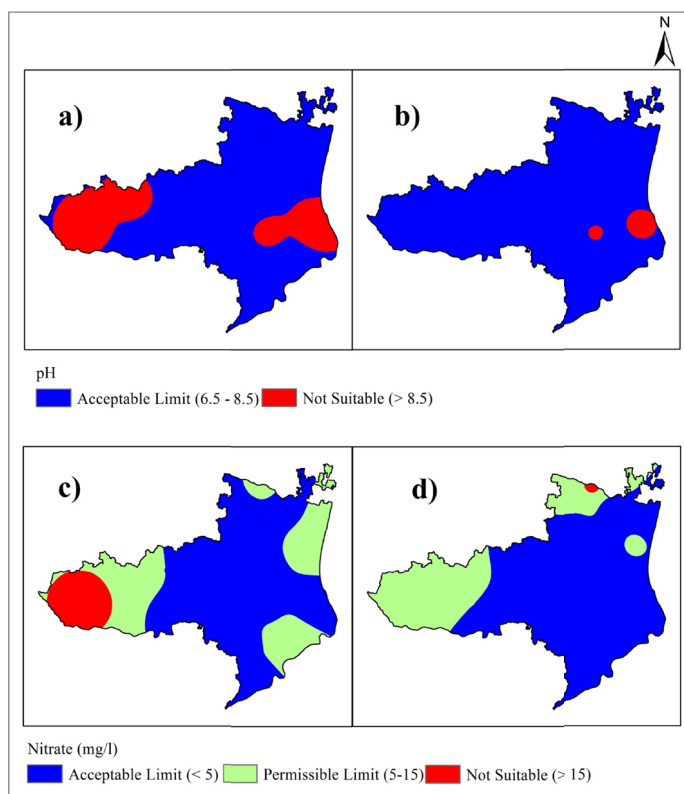 N
a)
b)
pH
Acceptable Limit (6.5 - 8.5) Not Suitable (> 8.5)
c)
d)
Nitrate (mg/l)
Acceptable Limit (< 5) Permissible Limit (5-15) Not Suitable (> 15)